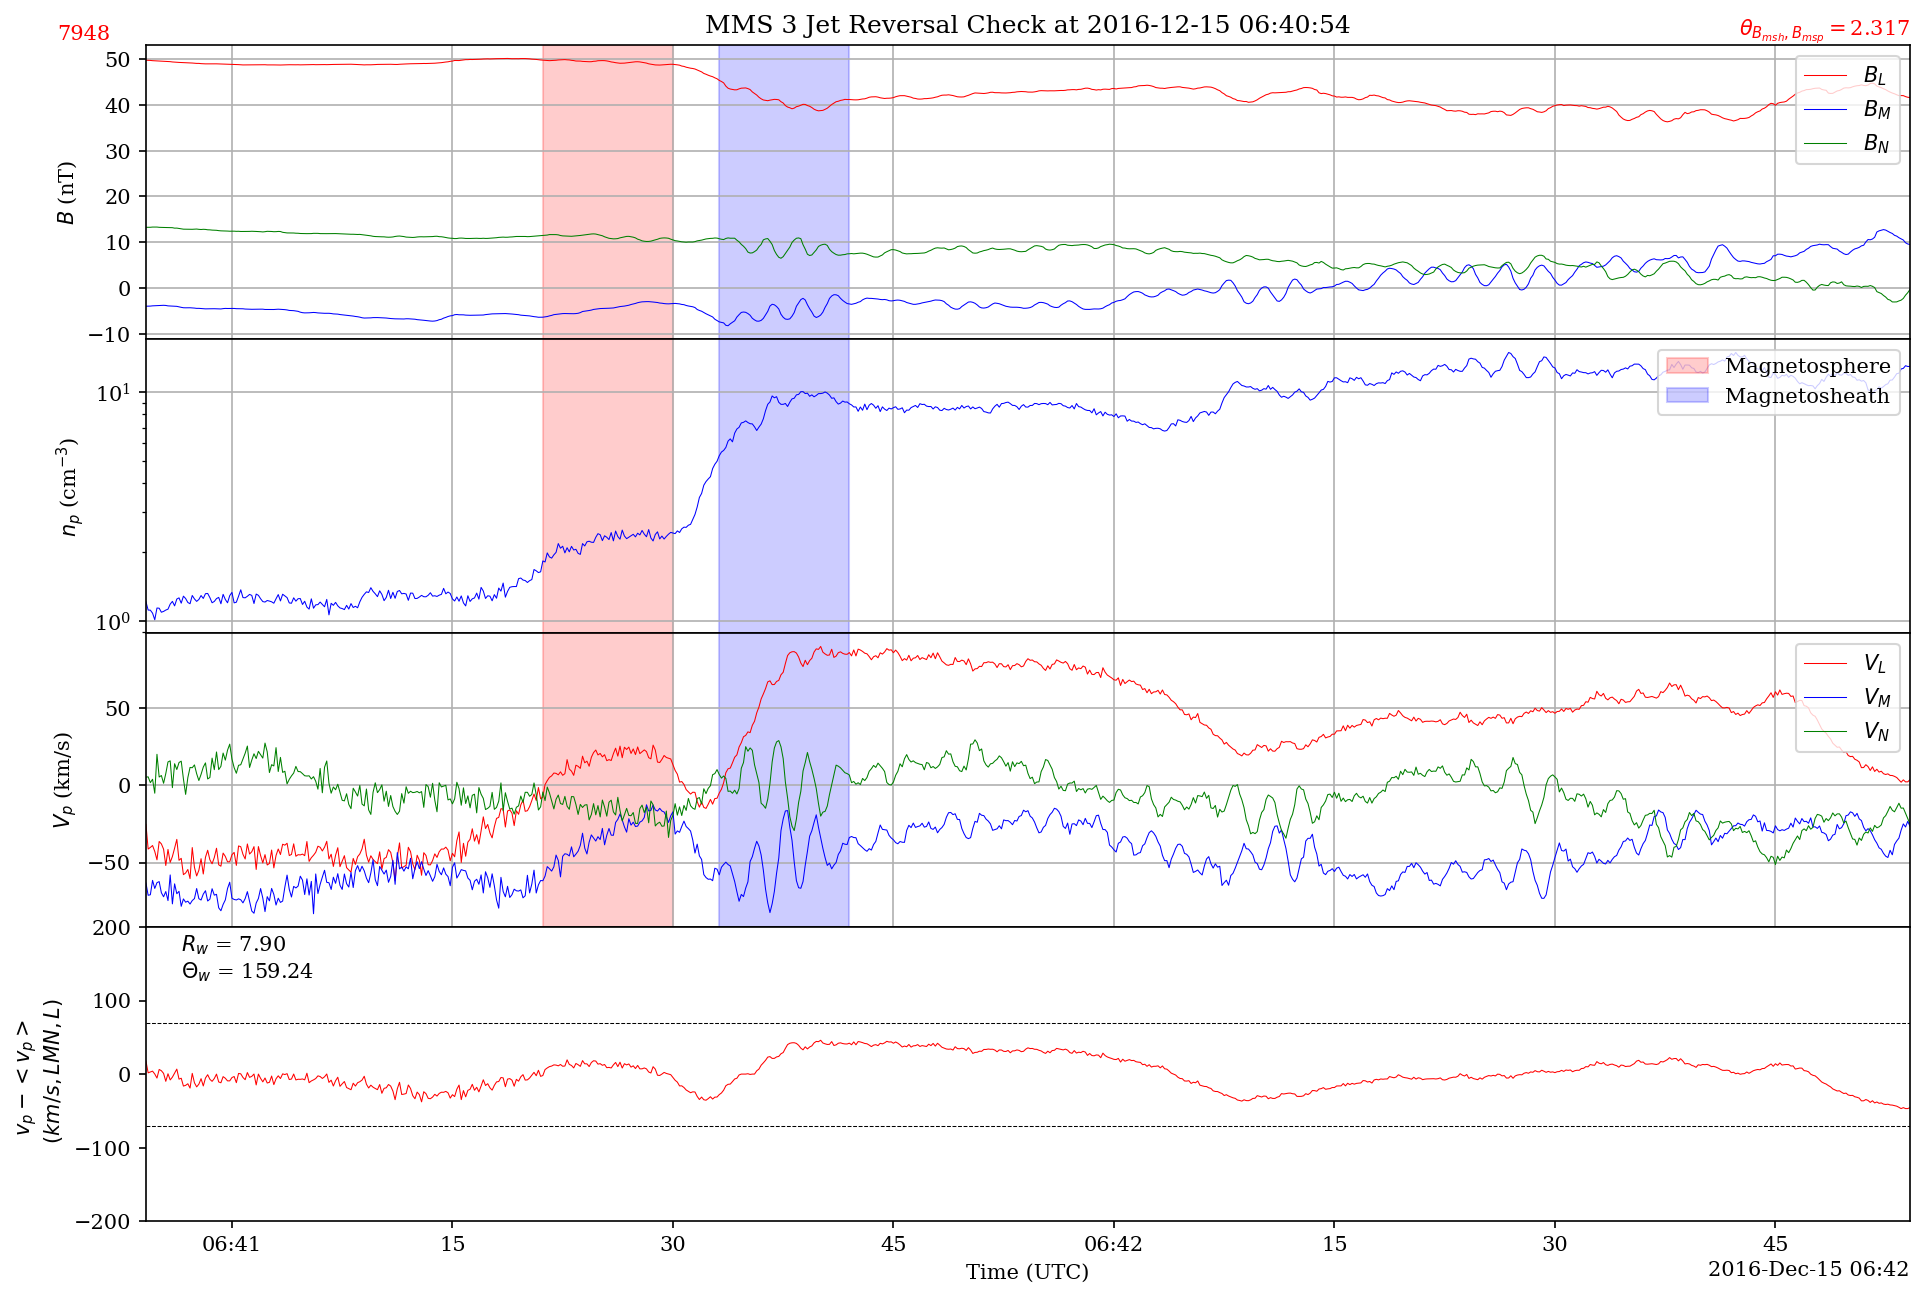 MMS 3 Jet Reversal Check at 2016-12-15 06:40:54
7948
θ_{B_{msh}, B_{msp}} = 2.317
50
40
30
20
10
0
−10
B (nT)
B_L
B_M
B_N
10^1
10^0
n_p (cm^{−3})
Magnetosphere
Magnetosheath
50
0
−50
V_p (km/s)
V_L
V_M
V_N
200
100
0
−100
−200
v_p − < v_p >
(km/s, LMN, L)
R_w = 7.90
Θ_w = 159.24
06:41 15 30 45 06:42 15 30 45
Time (UTC)
2016-Dec-15 06:42